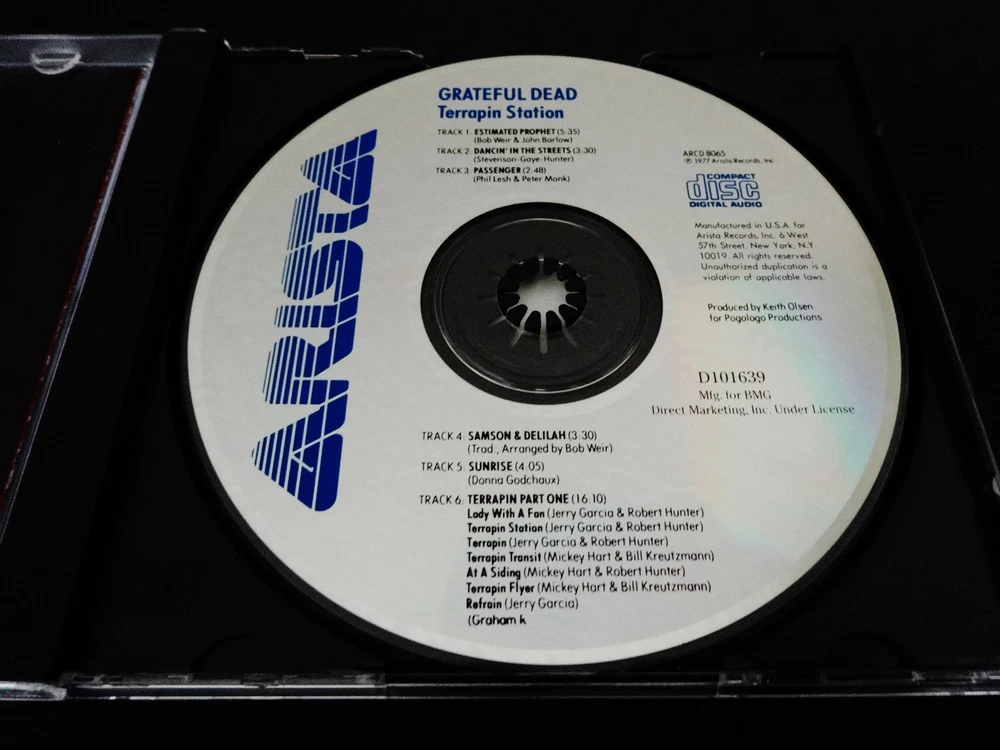 GRATEFUL DEAD
Terrapin Station
TRACK 1: ESTIMATED PROPHET (5:35)
(Bob Weir & John Barlow)
TRACK 2: DANCIN' IN THE STREETS (3:30)
(Stevenson-Gaye-Hunter)
TRACK 3: PASSENGER (2:48)
(Phil Lesh & Peter Monk)
ARISTA
ARCD 8065
℗ 1977 Arista Records, Inc.
COMPACT
disc
DIGITAL AUDIO
Manufactured in U.S.A. for
Arista Records, Inc. 6 West
57th Street, New York, N.Y.
10019. All rights reserved.
Unauthorized duplication is a
violation of applicable laws.
Produced by Keith Olsen
for Pogologo Productions
D101639
Mfg. for BMG
Direct Marketing, Inc. Under License
TRACK 4: SAMSON & DELILAH (3:30)
(Trad., Arranged by Bob Weir)
TRACK 5: SUNRISE (4:05)
(Donna Godchaux)
TRACK 6: TERRAPIN PART ONE (16:10)
Lady With A Fan (Jerry Garcia & Robert Hunter)
Terrapin Station (Jerry Garcia & Robert Hunter)
Terrapin (Jerry Garcia & Robert Hunter)
Terrapin Transit (Mickey Hart & Bill Kreutzmann)
At A Siding (Mickey Hart & Robert Hunter)
Terrapin Flyer (Mickey Hart & Bill Kreutzmann)
Refrain (Jerry Garcia)
(Graham k